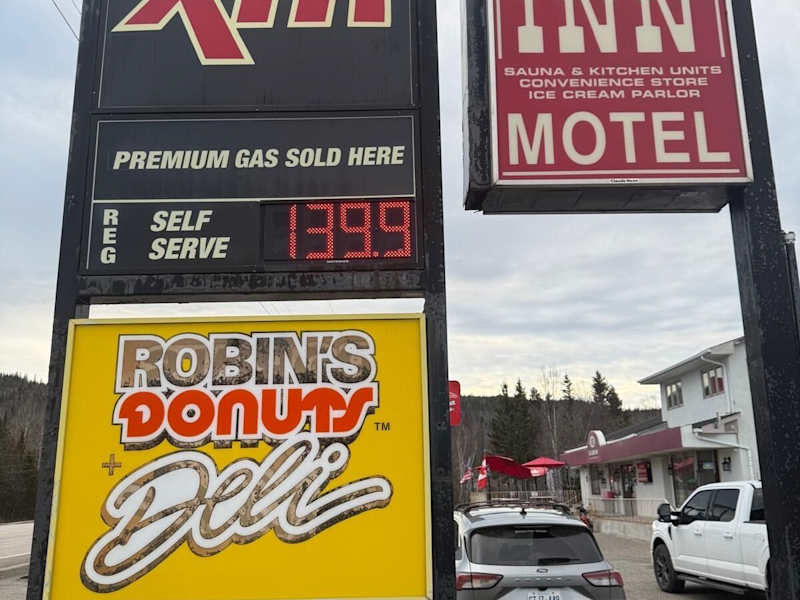 Xtr
PREMIUM GAS SOLD HERE
REG
SELF
SERVE
139.9
ROBIN'S
DONUTS TM
+
Deli
INN
SAUNA & KITCHEN UNITS
CONVENIENCE STORE
ICE CREAM PARLOR
MOTEL